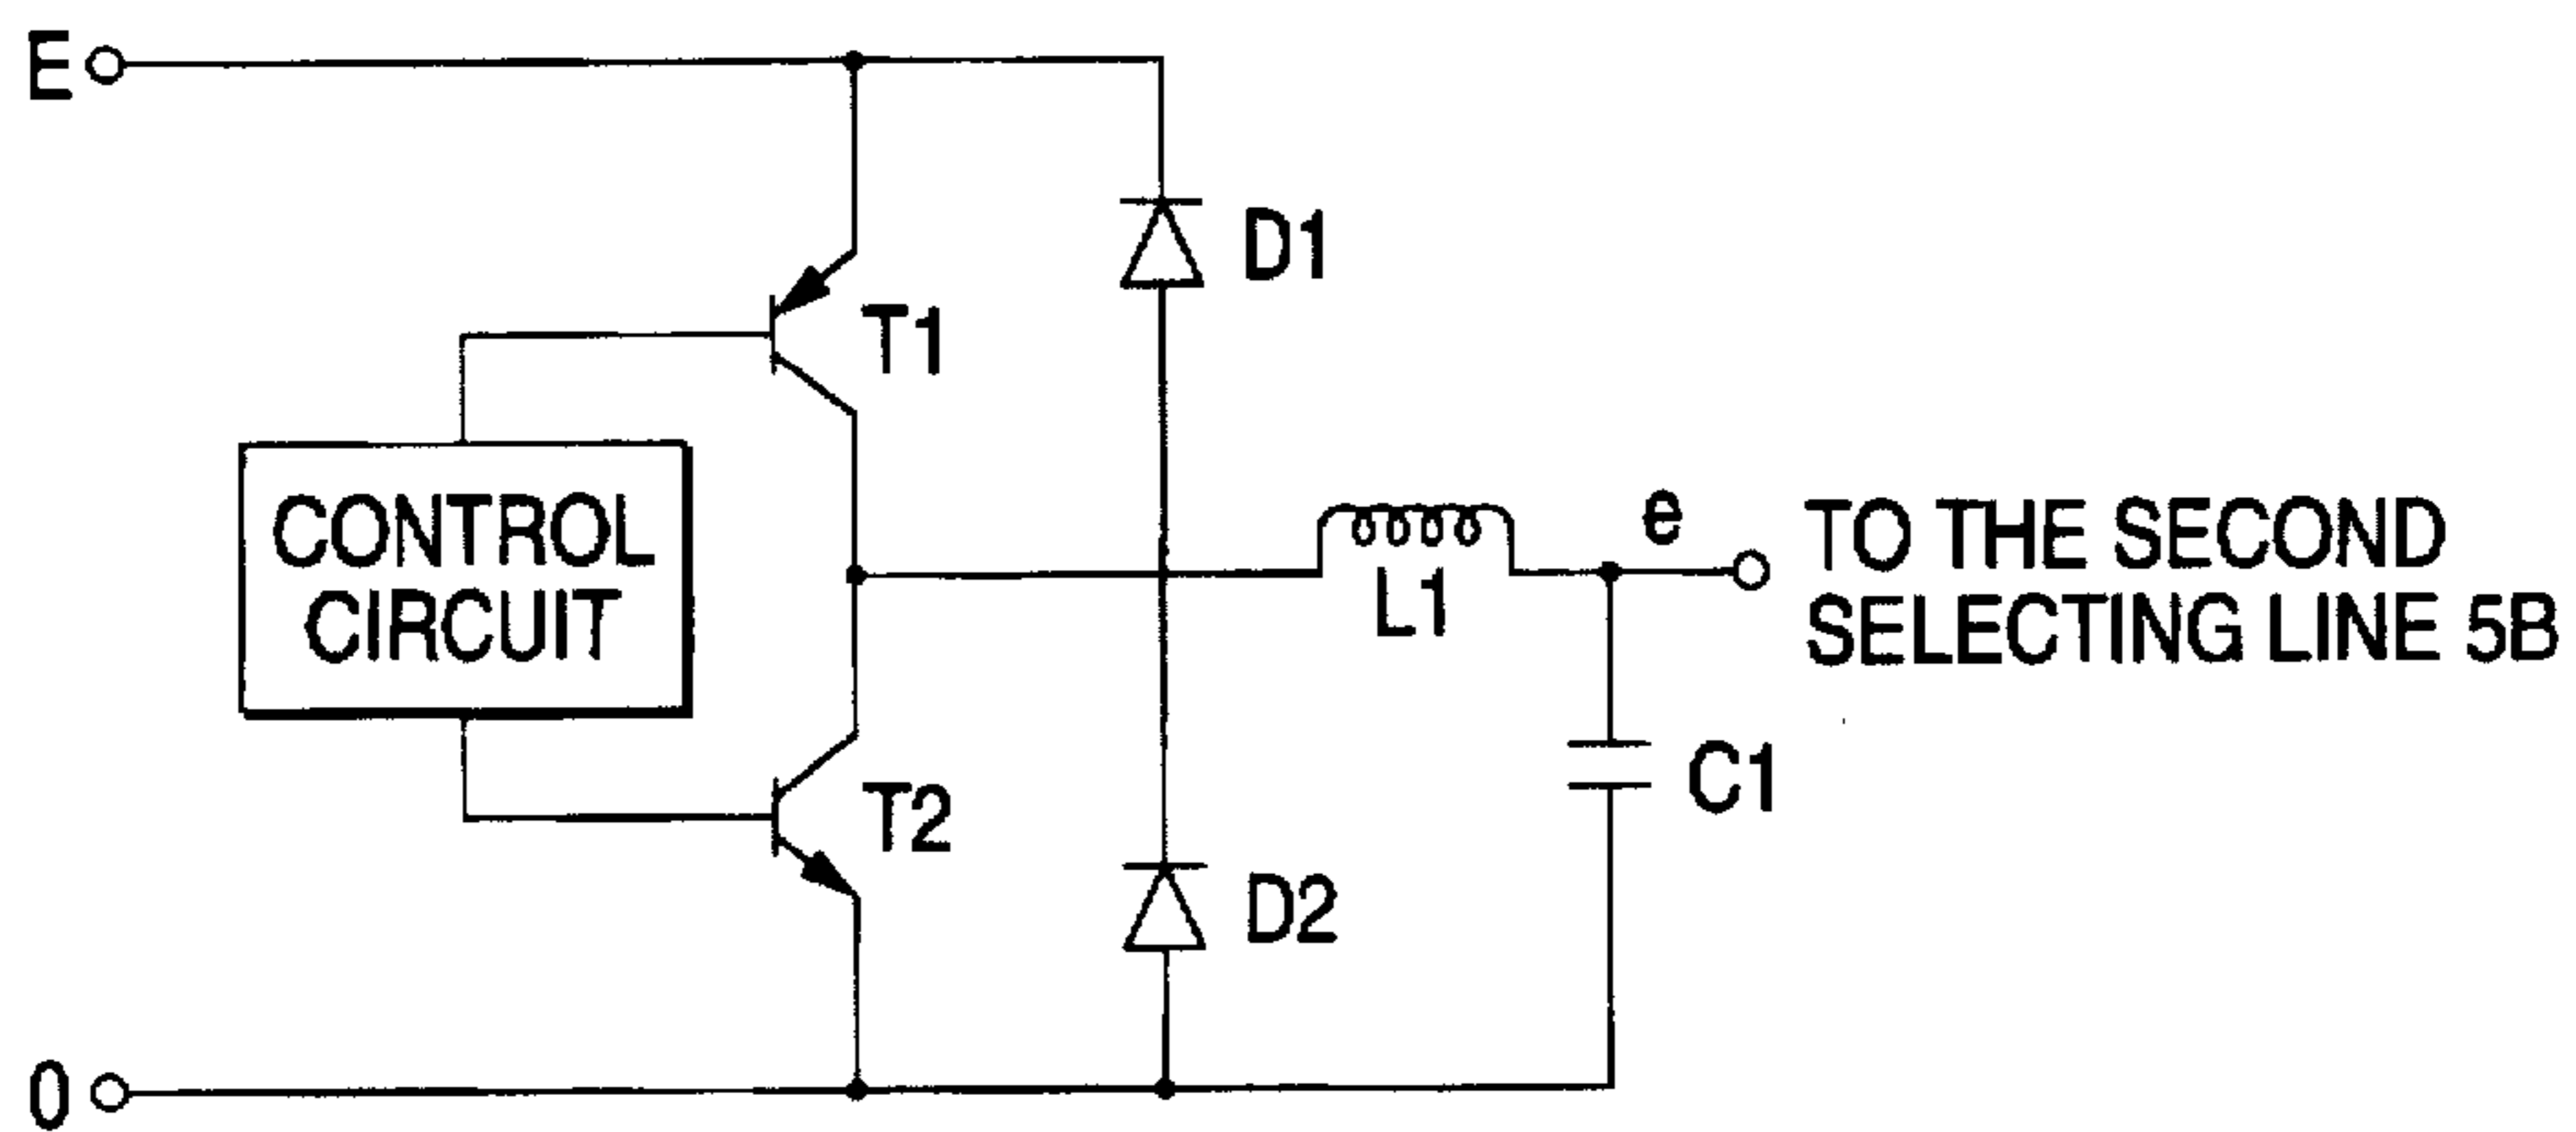 E
D1
T1
CONTROL
CIRCUIT
L1
e
TO THE SECOND
SELECTING LINE 5B
C1
T2
D2
0